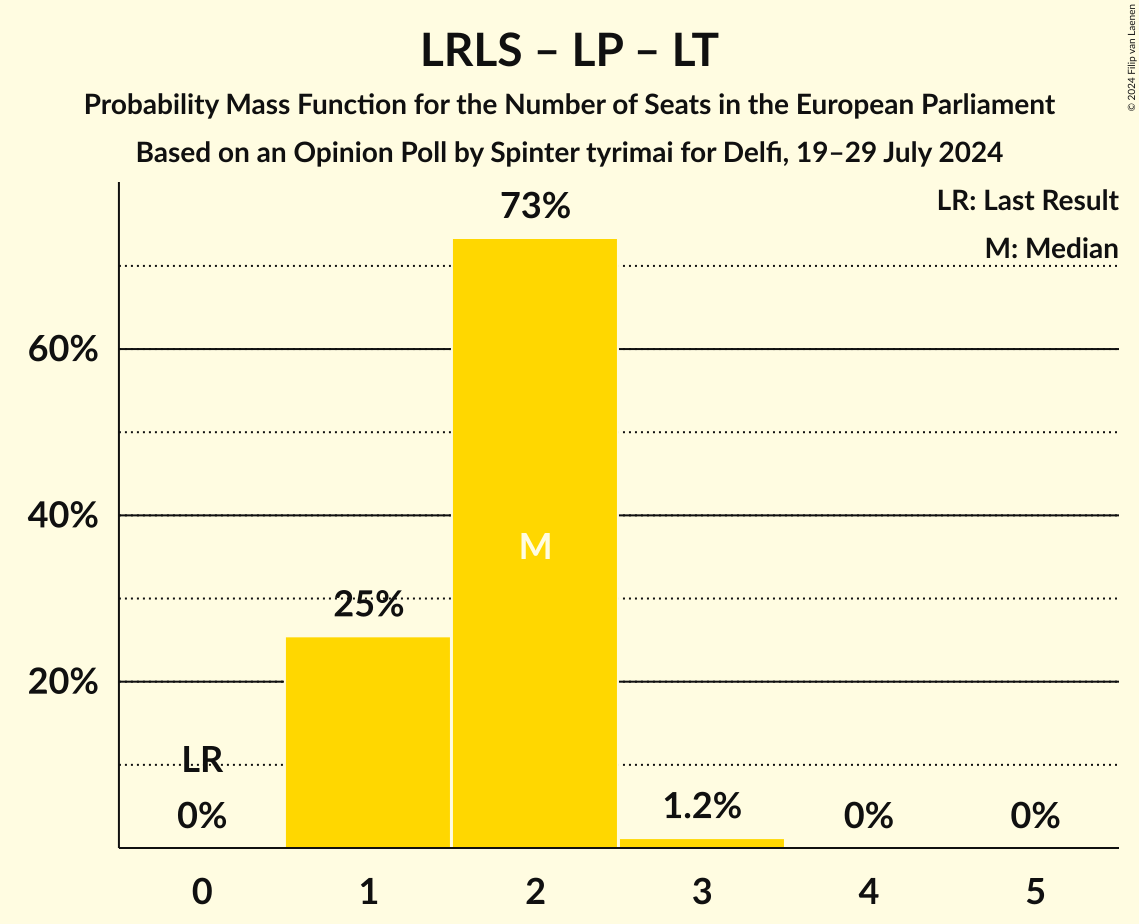 LRLS – LP – LT
Probability Mass Function for the Number of Seats in the European Parliament
Based on an Opinion Poll by Spinter tyrimai for Delfi, 19–29 July 2024
© 2024 Filip van Laenen
LR: Last Result
M: Median
73%
60%
40%
M
25%
20%
LR
0%
1.2%
0%
0%
0 1 2 3 4 5